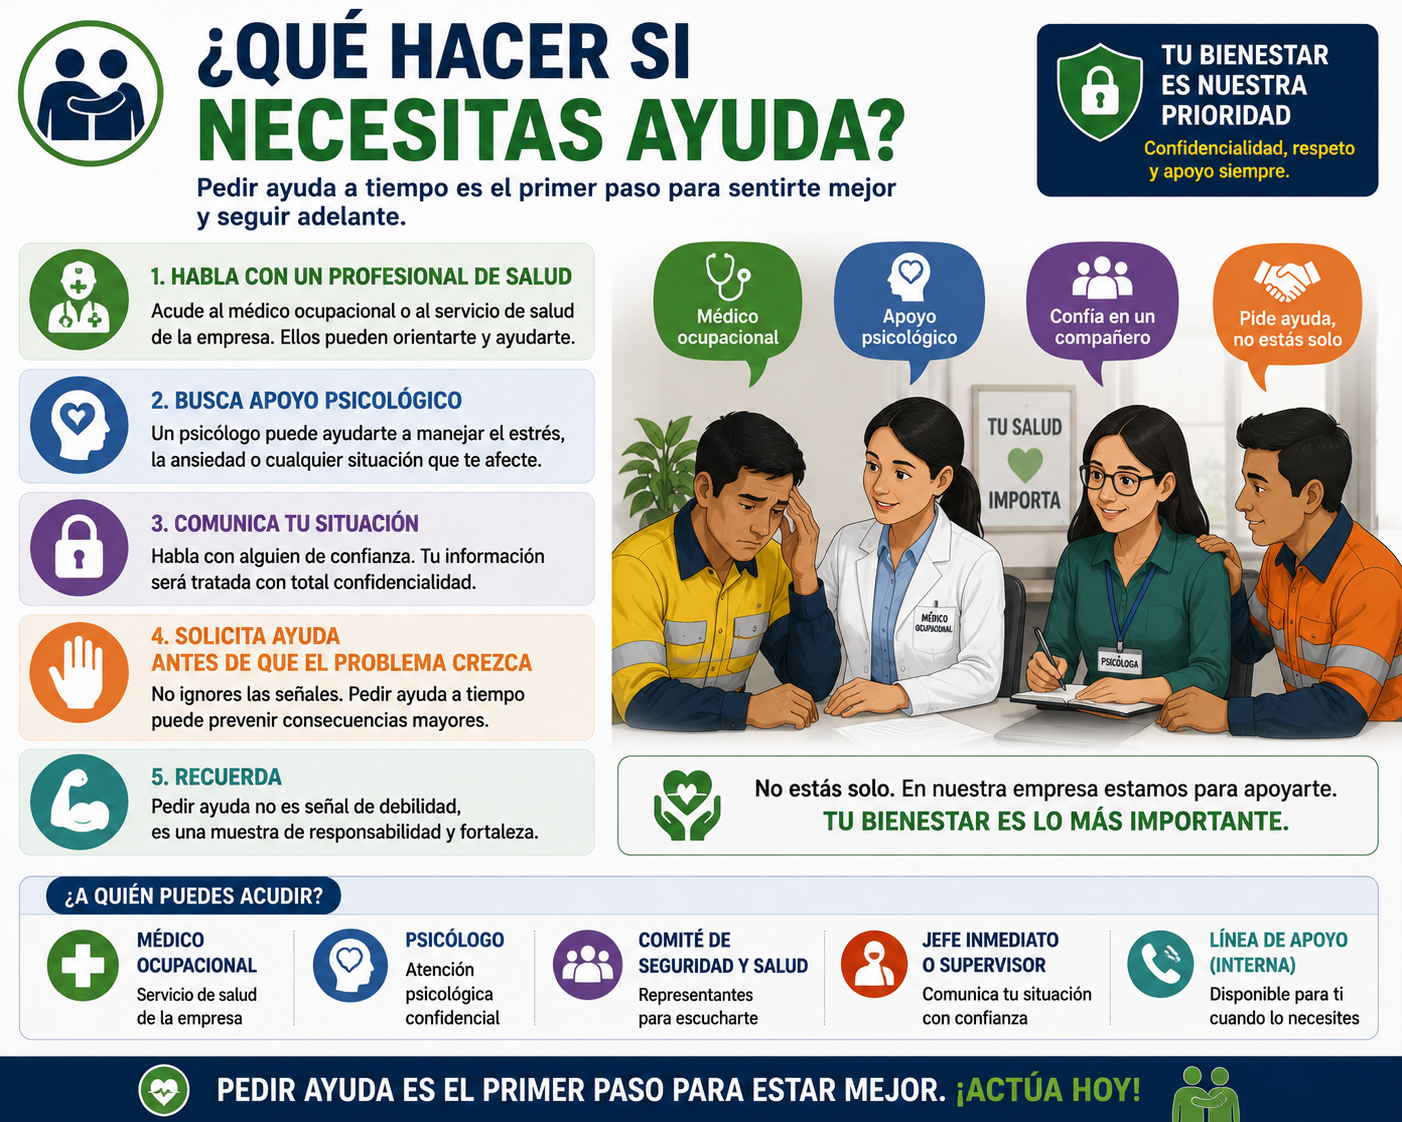 ¿QUÉ HACER SI
NECESITAS AYUDA?
Pedir ayuda a tiempo es el primer paso para sentirte mejor
y seguir adelante.
TU BIENESTAR
ES NUESTRA
PRIORIDAD
Confidencialidad, respeto
y apoyo siempre.
1. HABLA CON UN PROFESIONAL DE SALUD
Acude al médico ocupacional o al servicio de salud
de la empresa. Ellos pueden orientarte y ayudarte.
2. BUSCA APOYO PSICOLÓGICO
Un psicólogo puede ayudarte a manejar el estrés,
la ansiedad o cualquier situación que te afecte.
3. COMUNICA TU SITUACIÓN
Habla con alguien de confianza. Tu información
será tratada con total confidencialidad.
4. SOLICITA AYUDA
ANTES DE QUE EL PROBLEMA CREZCA
No ignores las señales. Pedir ayuda a tiempo
puede prevenir consecuencias mayores.
5. RECUERDA
Pedir ayuda no es señal de debilidad,
es una muestra de responsabilidad y fortaleza.
Médico
ocupacional
Apoyo
psicológico
Confía en un
compañero
Pide ayuda,
no estás solo
TU SALUD
IMPORTA
MÉDICO
OCUPACIONAL
PSICÓLOGA
No estás solo. En nuestra empresa estamos para apoyarte.
TU BIENESTAR ES LO MÁS IMPORTANTE.
¿A QUIÉN PUEDES ACUDIR?
MÉDICO
OCUPACIONAL
Servicio de salud
de la empresa
PSICÓLOGO
Atención
psicológica
confidencial
COMITÉ DE
SEGURIDAD Y SALUD
Representantes
para escucharte
JEFE INMEDIATO
O SUPERVISOR
Comunica tu situación
con confianza
LÍNEA DE APOYO
(INTERNA)
Disponible para ti
cuando lo necesites
PEDIR AYUDA ES EL PRIMER PASO PARA ESTAR MEJOR. ¡ACTÚA HOY!